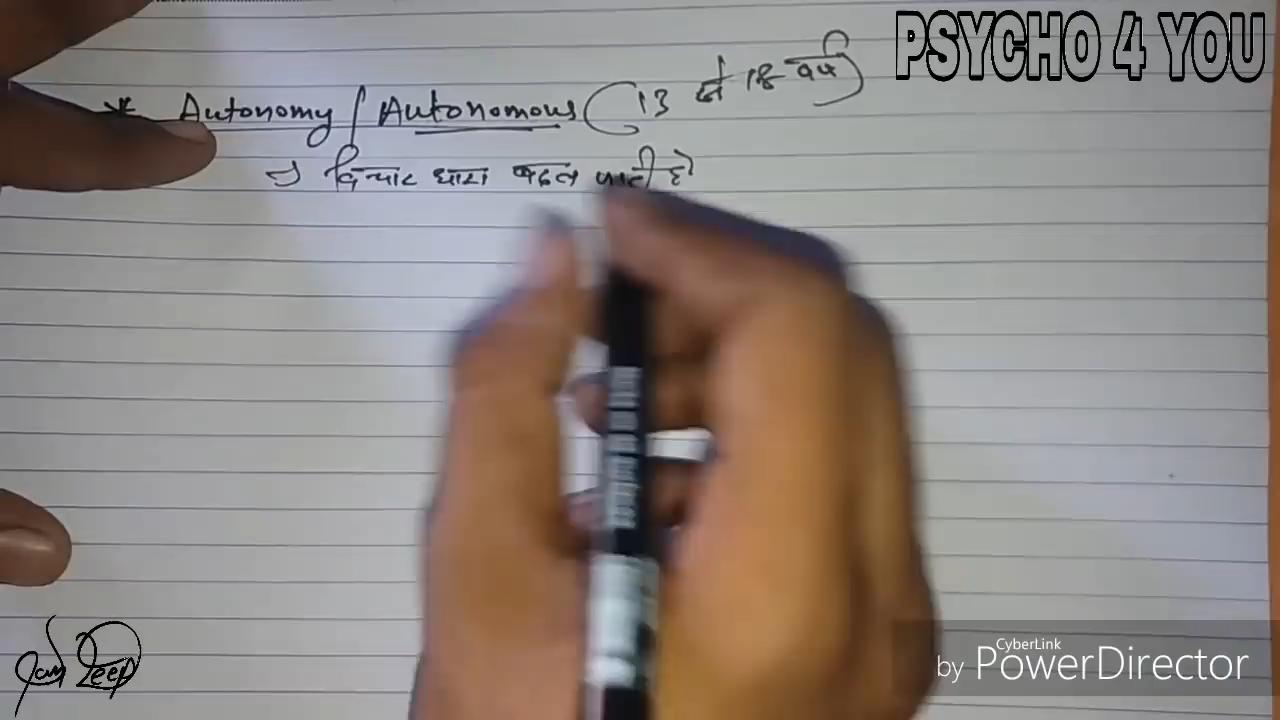 PSYCHO 4 YOU
* Autonomy / Autonomous (13 से 18 वर्ष)
→ विचार धारा बदल जाती है
by CyberLink PowerDirector